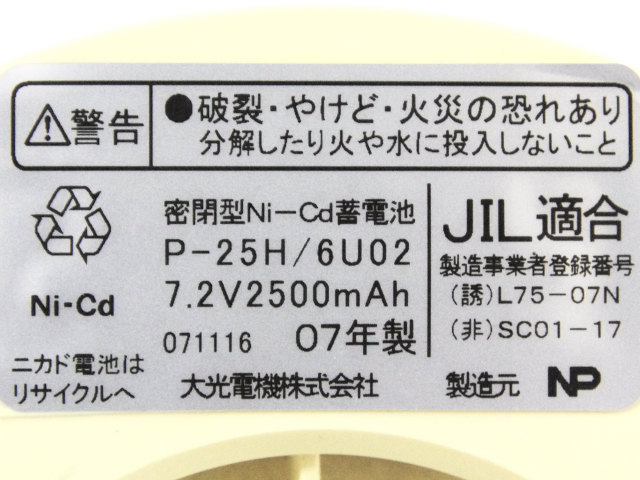 警告
●破裂・やけど・火災の恐れあり
分解したり火や水に投入しないこと
Ni-Cd
ニカド電池は
リサイクルへ
密閉型Ni-Cd蓄電池
P-25H/6U02
7.2V2500mAh
071116 07年製
大光電機株式会社
JIL適合
製造事業者登録番号
(誘)L75-07N
(非)SC01-17
製造元 NP